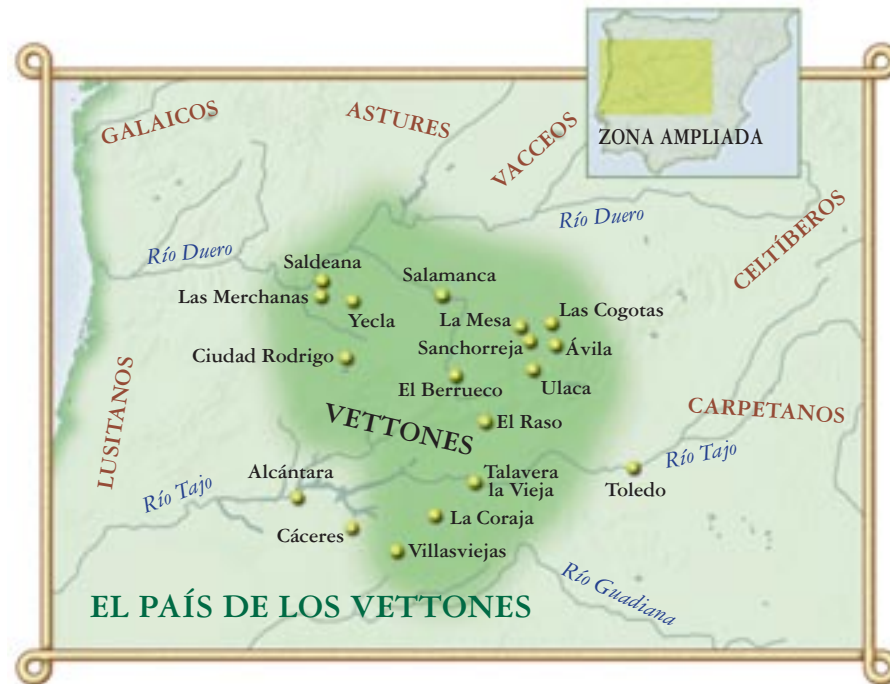 ZONA AMPLIADA
GALAICOS
ASTURES
VACCEOS
CELTÍBEROS
Río Duero
Río Duero
Saldeana
Salamanca
Las Merchanas
Yecla
La Mesa
Las Cogotas
Sanchorreja
Ávila
Ciudad Rodrigo
El Berrueco
Ulaca
LUSITANOS
VETTONES
El Raso
CARPETANOS
Alcántara
Talavera
la Vieja
Río Tajo
Río Tajo
Toledo
La Coraja
Cáceres
Villasviejas
Río Guadiana
EL PAÍS DE LOS VETTONES